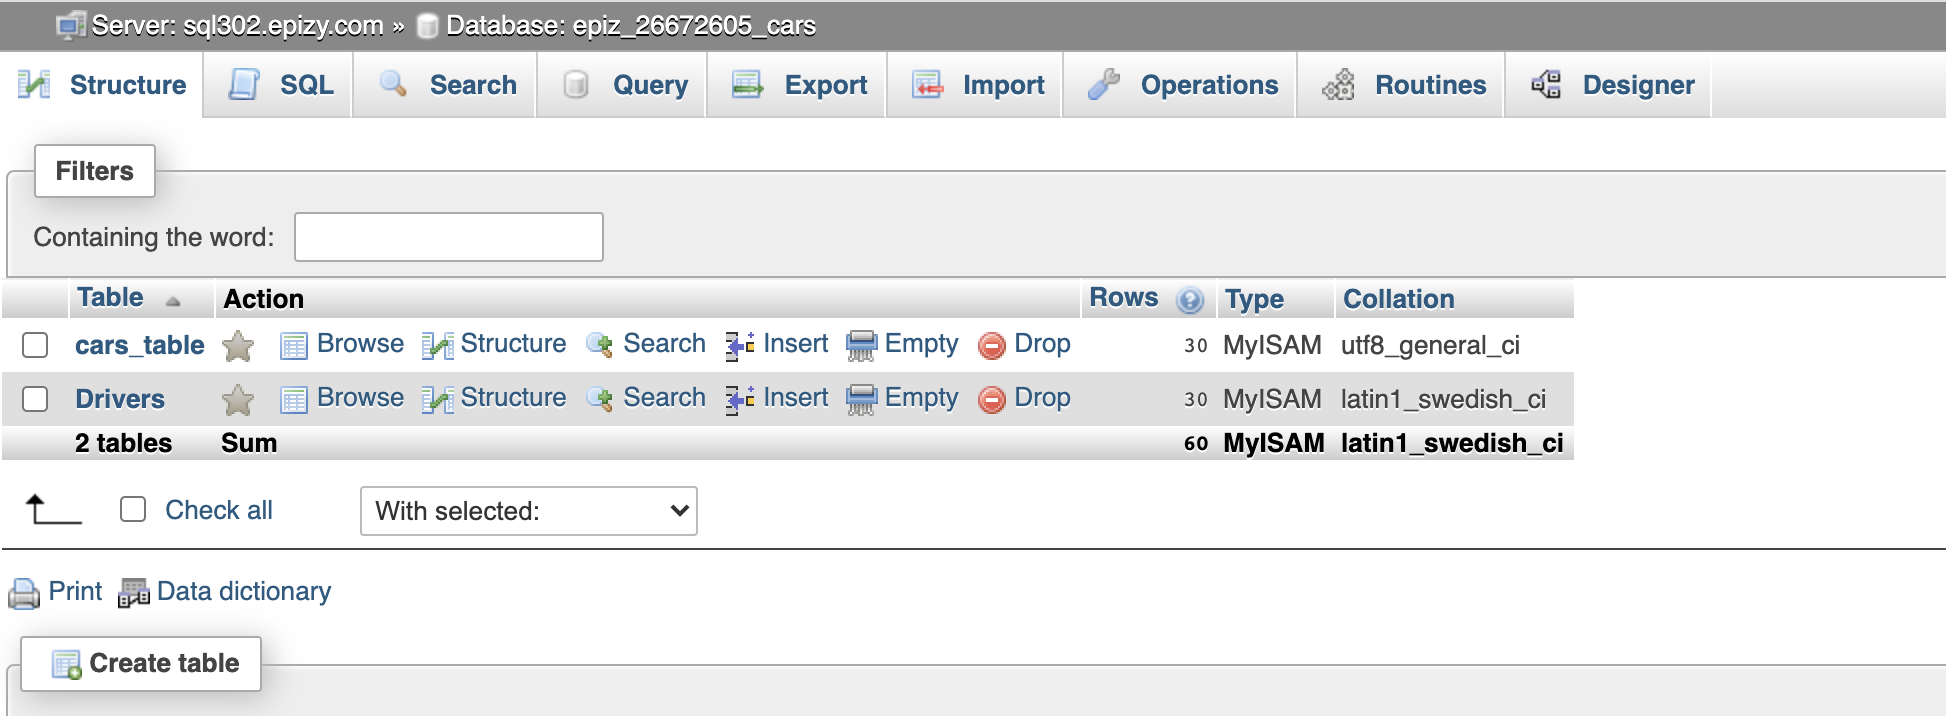 Server: sql302.epizy.com » Database: epiz_26672605_cars
Structure SQL Search Query Export Import Operations Routines Designer
Filters
Containing the word:
Table Action Rows ? Type Collation
cars_table Browse Structure Search Insert Empty Drop 30 MyISAM utf8_general_ci
Drivers Browse Structure Search Insert Empty Drop 30 MyISAM latin1_swedish_ci
2 tables Sum 60 MyISAM latin1_swedish_ci
Check all With selected:
Print Data dictionary
Create table